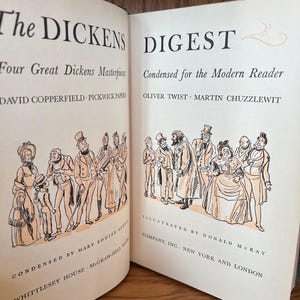 The DICKENS DIGEST
Four Great Dickens Masterpieces Condensed for the Modern Reader
DAVID COPPERFIELD · PICKWICK PAPERS OLIVER TWIST · MARTIN CHUZZLEWIT
CONDENSED BY MARY LOUISE ILLUSTRATED BY DONALD McKAY
WHITTLESEY HOUSE · McGRAW-HILL BOOK COMPANY, INC. · NEW YORK AND LONDON